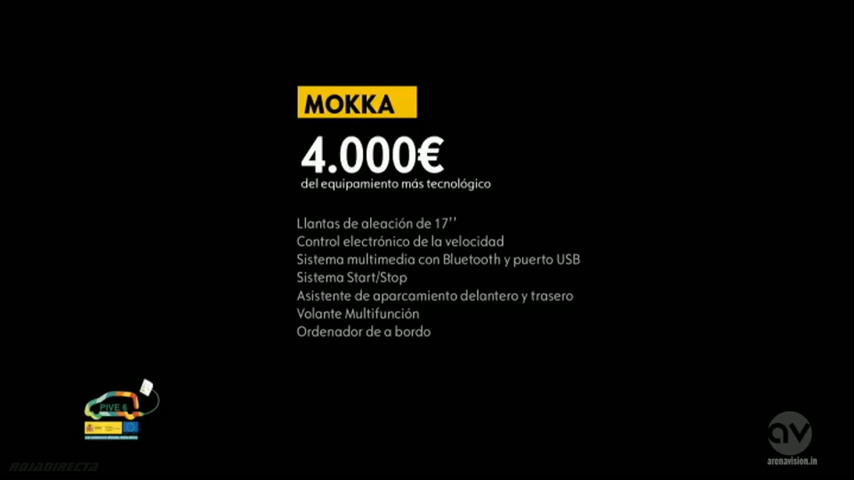 MOKKA
4.000€
del equipamiento más tecnológico
Llantas de aleación de 17''
Control electrónico de la velocidad
Sistema multimedia con Bluetooth y puerto USB
Sistema Start/Stop
Asistente de aparcamiento delantero y trasero
Volante Multifunción
Ordenador de a bordo
PIVE 6
av
arenavision.in
ROJADIRECTA